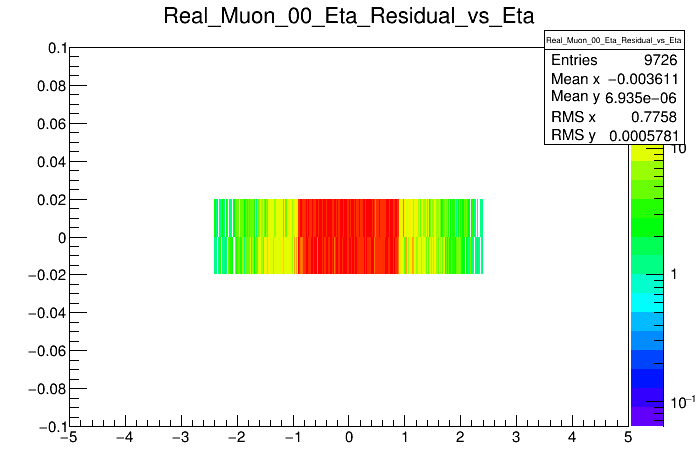 Real_Muon_00_Eta_Residual_vs_Eta
Real_Muon_00_Eta_Residual_vs_Eta
Entries 9726
Mean x −0.003611
Mean y 6.935e−06
RMS x 0.7758
RMS y 0.0005781
0.1
0.08
0.06
0.04
0.02
0
−0.02
−0.04
−0.06
−0.08
−0.1
−5 −4 −3 −2 −1 0 1 2 3 4 5
10
1
10⁻¹